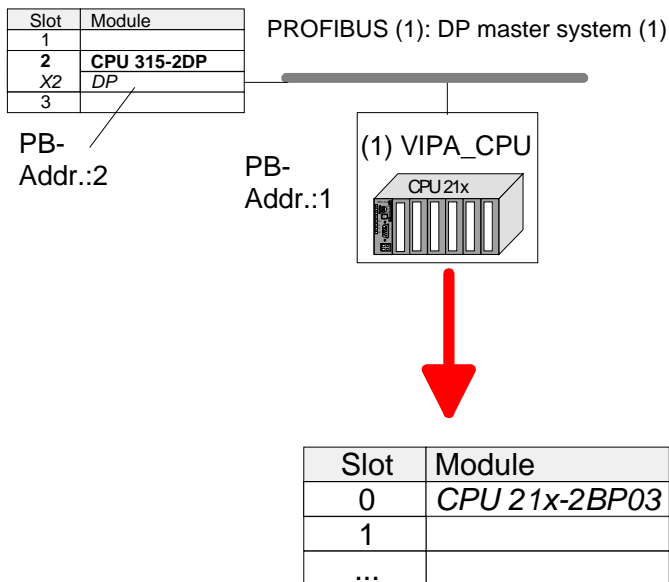 Slot Module
1
2 CPU 315-2DP
X2 DP
3
PROFIBUS (1): DP master system (1)
PB-
Addr.:2
PB-
Addr.:1
(1) VIPA_CPU
CPU 21x
Slot Module
0 CPU 21x-2BP03
1
...